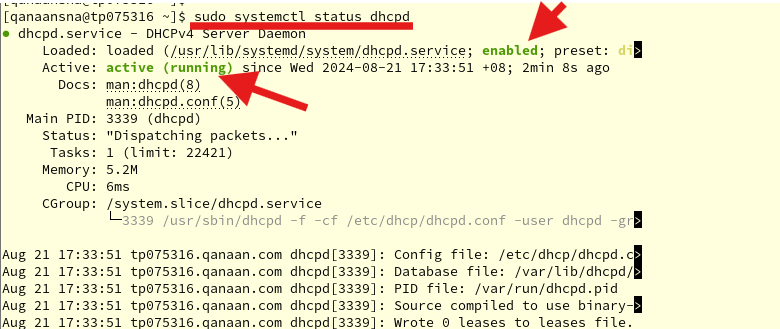 [qanaansna@tp075316 ~]$ sudo systemctl status dhcpd
● dhcpd.service - DHCPv4 Server Daemon
Loaded: loaded (/usr/lib/systemd/system/dhcpd.service; enabled; preset: di>
Active: active (running) since Wed 2024-08-21 17:33:51 +08; 2min 8s ago
Docs: man:dhcpd(8)
man:dhcpd.conf(5)
Main PID: 3339 (dhcpd)
Status: "Dispatching packets..."
Tasks: 1 (limit: 22421)
Memory: 5.2M
CPU: 6ms
CGroup: /system.slice/dhcpd.service
└─3339 /usr/sbin/dhcpd -f -cf /etc/dhcp/dhcpd.conf -user dhcpd -gr>
Aug 21 17:33:51 tp075316.qanaan.com dhcpd[3339]: Config file: /etc/dhcp/dhcpd.c>
Aug 21 17:33:51 tp075316.qanaan.com dhcpd[3339]: Database file: /var/lib/dhcpd/>
Aug 21 17:33:51 tp075316.qanaan.com dhcpd[3339]: PID file: /var/run/dhcpd.pid
Aug 21 17:33:51 tp075316.qanaan.com dhcpd[3339]: Source compiled to use binary->
Aug 21 17:33:51 tp075316.qanaan.com dhcpd[3339]: Wrote 0 leases to leases file.